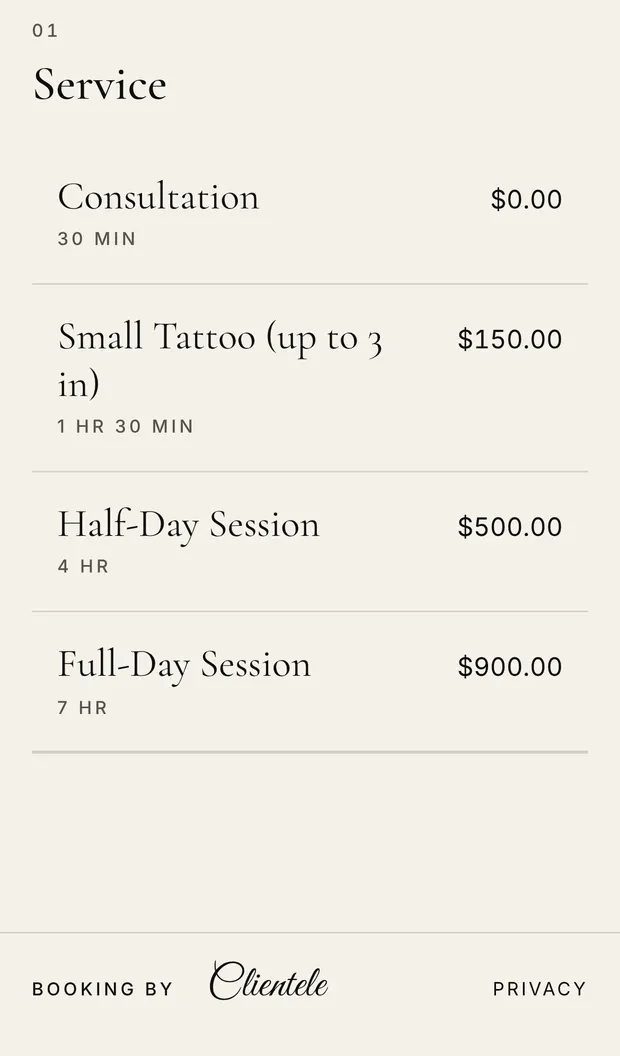 01
Service
Consultation
$0.00
30 MIN
Small Tattoo (up to 3
in)
$150.00
1 HR 30 MIN
Half-Day Session
$500.00
4 HR
Full-Day Session
$900.00
7 HR
BOOKING BY Clientele
PRIVACY